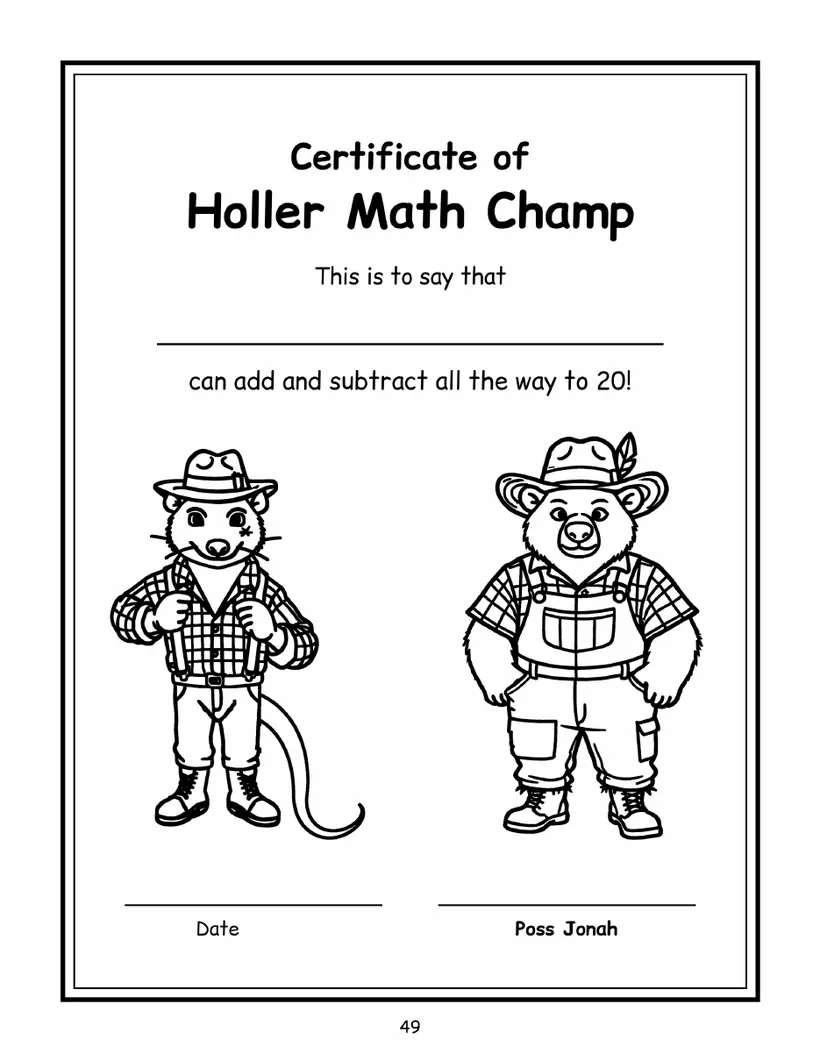 Certificate of
Holler Math Champ
This is to say that
can add and subtract all the way to 20!
Date
Poss Jonah
49